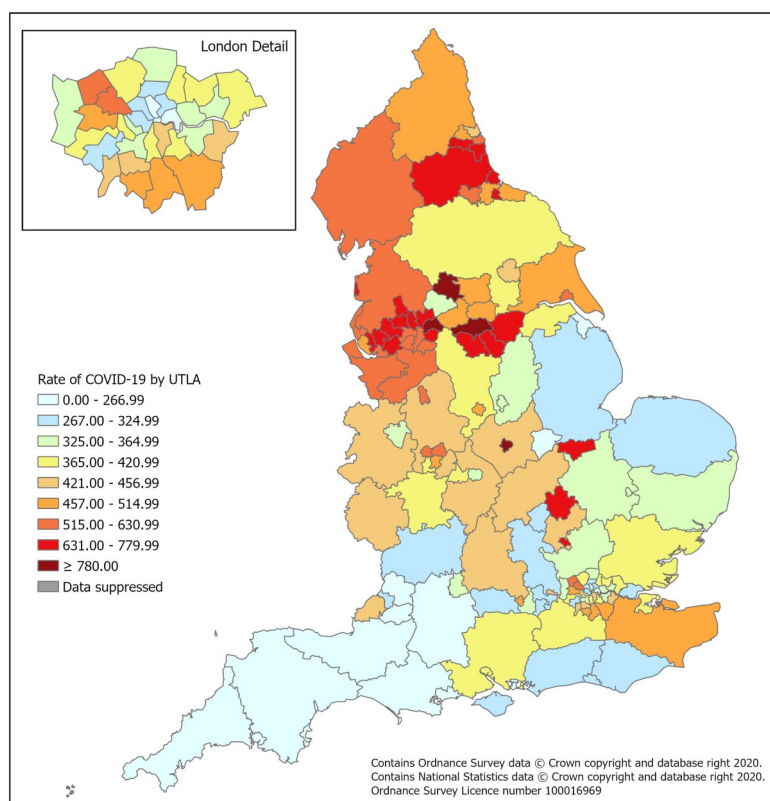 London Detail
Rate of COVID-19 by UTLA
0.00 - 266.99
267.00 - 324.99
325.00 - 364.99
365.00 - 420.99
421.00 - 456.99
457.00 - 514.99
515.00 - 630.99
631.00 - 779.99
≥ 780.00
Data suppressed
Contains Ordnance Survey data © Crown copyright and database right 2020.
Contains National Statistics data © Crown copyright and database right 2020.
Ordnance Survey Licence number 100016969